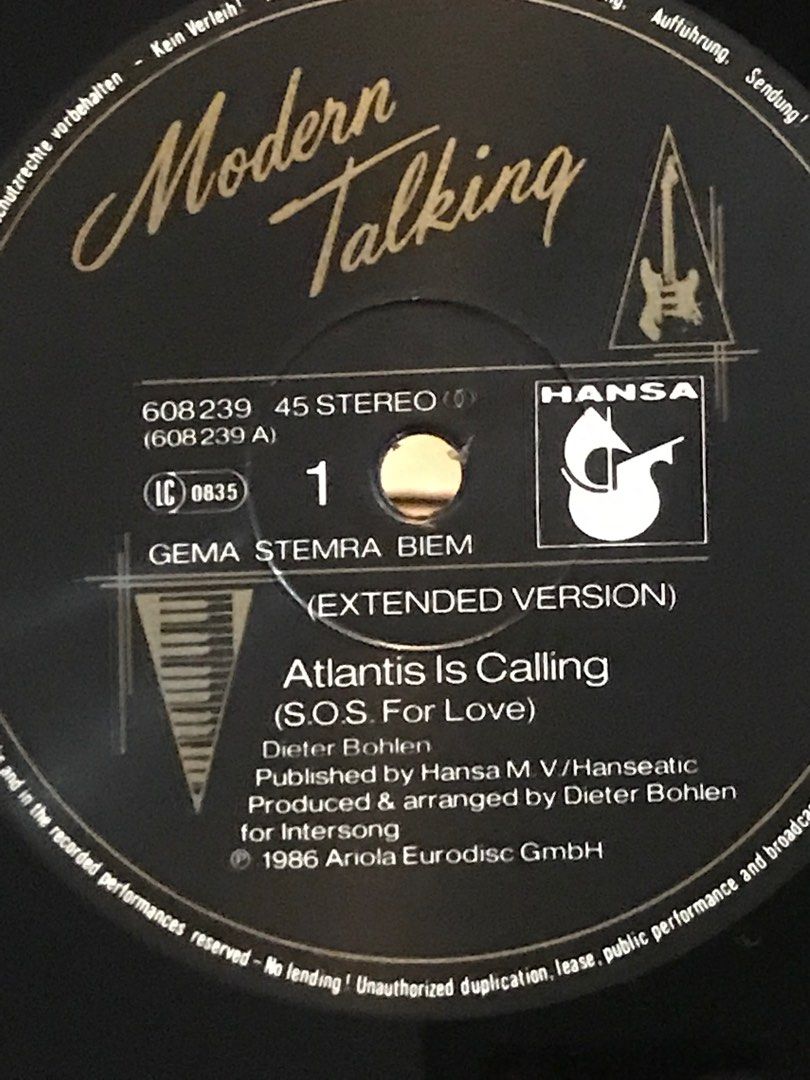 Schutzrechte vorbehalten - Kein Verleih!
Aufführung, Sendung!
Modern
Talking
608239 45 STEREO
(608 239 A)
HANSA
LC 0835
1
GEMA STEMRA BIEM
(EXTENDED VERSION)
Atlantis Is Calling
(S.O.S. For Love)
Dieter Bohlen
Published by Hansa M.V./Hanseatic
Produced & arranged by Dieter Bohlen
for Intersong
℗ 1986 Ariola Eurodisc GmbH
and in the recorded performances reserved - No lending! Unauthorized duplication, lease, public performance and